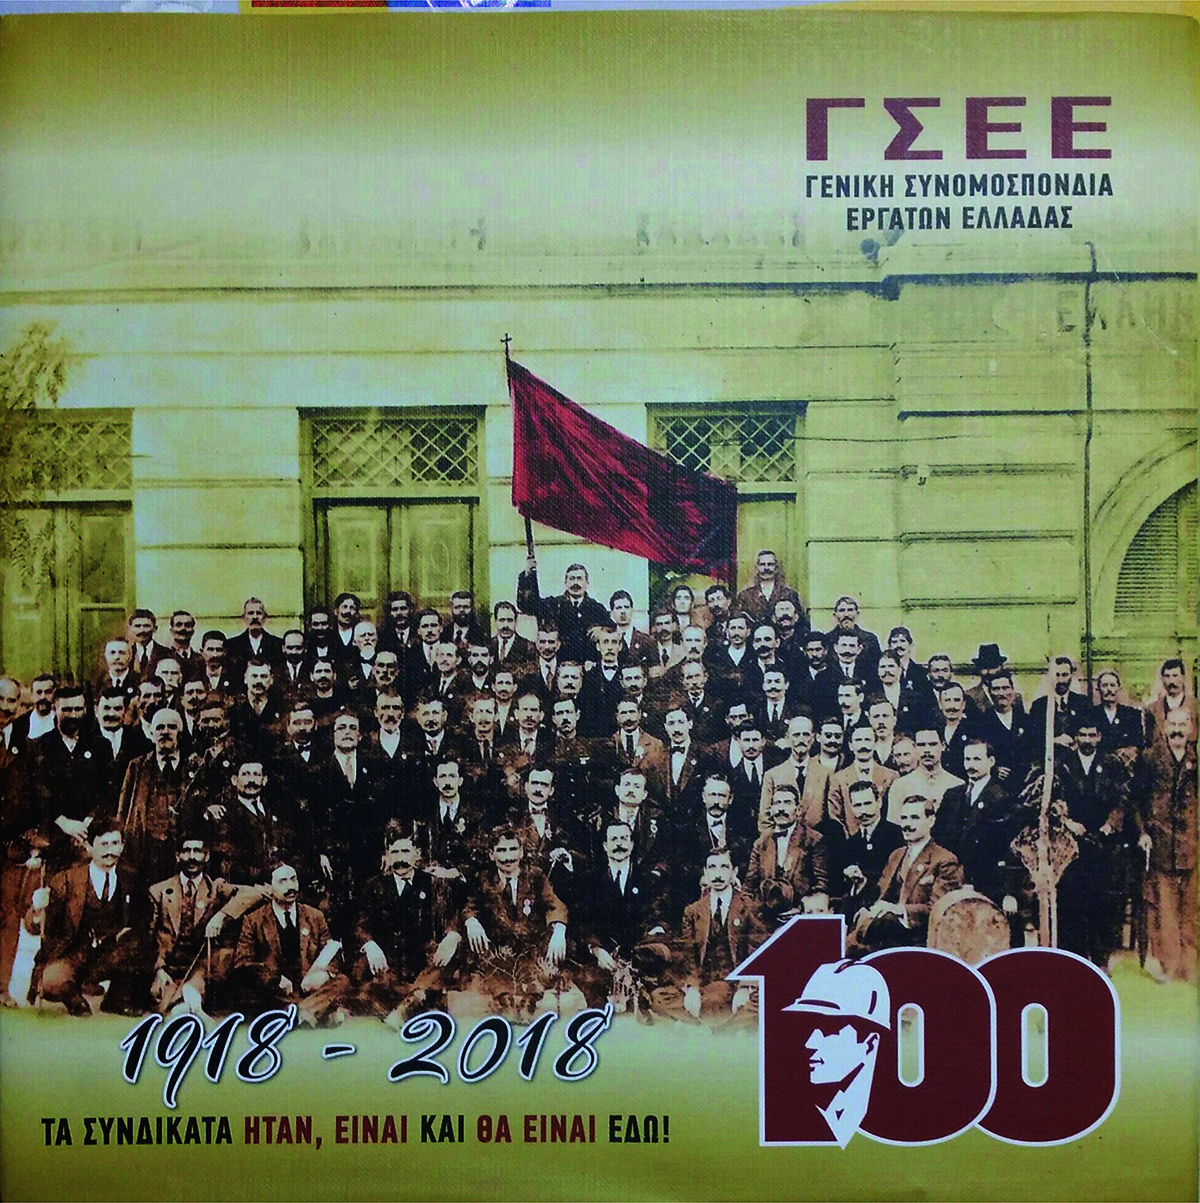 ΓΣΕΕ
ΓΕΝΙΚΗ ΣΥΝΟΜΟΣΠΟΝΔΙΑ
ΕΡΓΑΤΩΝ ΕΛΛΑΔΑΣ
100
1918 - 2018
ΤΑ ΣΥΝΔΙΚΑΤΑ ΗΤΑΝ, ΕΙΝΑΙ ΚΑΙ ΘΑ ΕΙΝΑΙ ΕΔΩ!